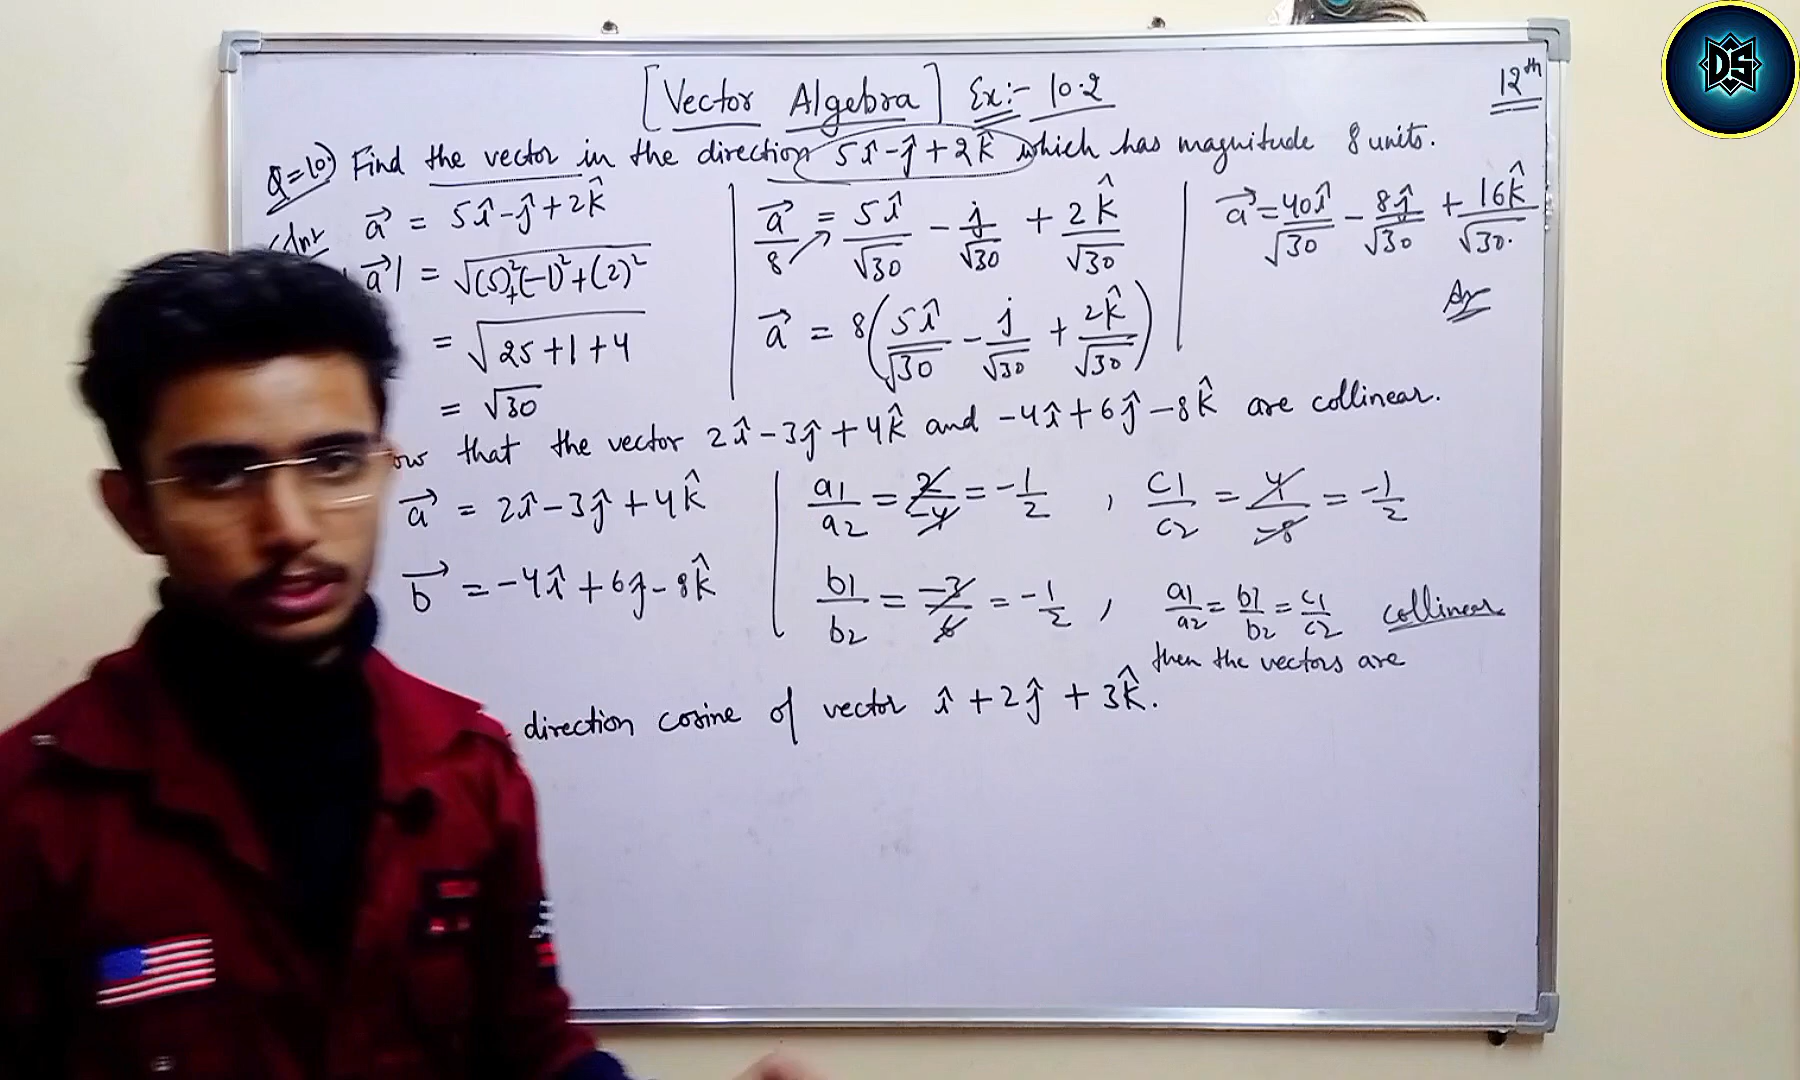 [Vector Algebra] Ex:- 10.2
12th
DS
Q=10) Find the vector in the direction 5î-ĵ+2k̂ which has magnitude 8 units.
a⃗ = 5î-ĵ+2k̂
a⃗| = √(5)²+(-1)²+(2)²
= √25+1+4
= √30
a⃗/8 = 5î/√30 - j/√30 + 2k̂/√30
a⃗ = 8(5î/√30 - j/√30 + 2k̂/√30)
a⃗ = 40î/√30 - 8ĵ/√30 + 16k̂/√30.
ow that the vector 2î-3ĵ+4k̂ and -4î+6ĵ-8k̂ are collinear.
a⃗ = 2î-3ĵ+4k̂
b⃗ = -4î+6j-8k̂
a1/a2 = 2/-4 = -1/2 , c1/c2 = 4/-8 = -1/2
b1/b2 = -3/6 = -1/2 , a1/a2 = b1/b2 = c1/c2 collinear
then the vectors are
direction cosine of vector î+2ĵ+3k̂.